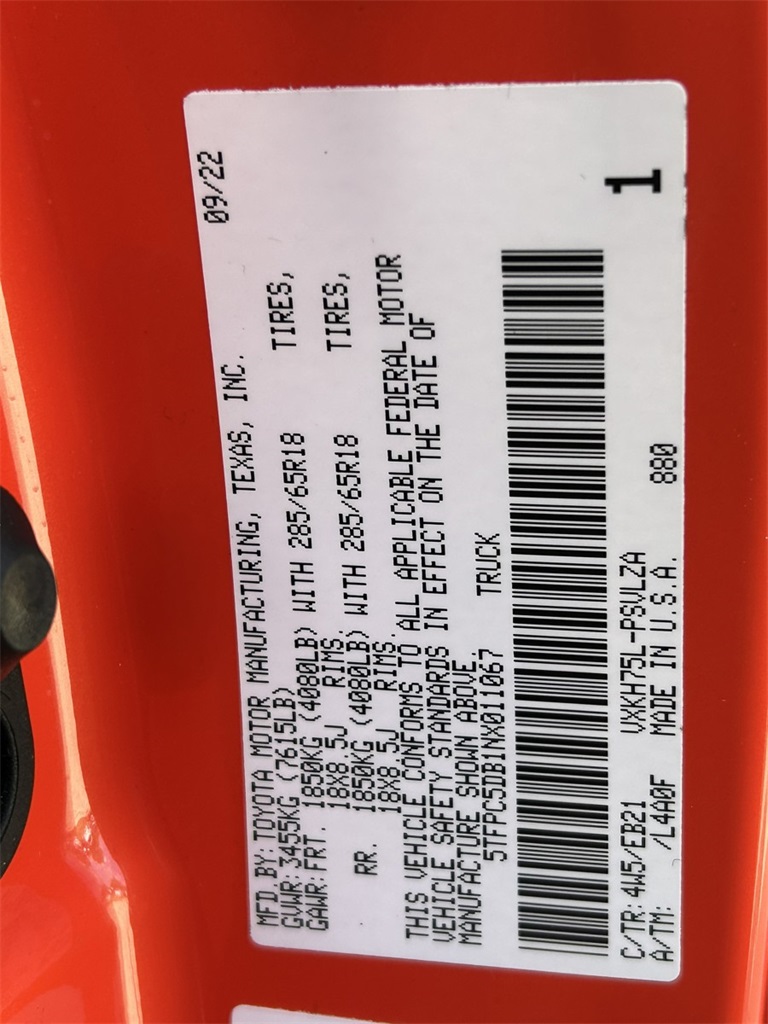 09/22
MFD.BY: TOYOTA MOTOR MANUFACTURING, TEXAS, INC.
GVWR: 3455KG (7615LB)
GAWR: FRT. 1850KG (4080LB) WITH 285/65R18 TIRES,
18X8.5J RIMS.
RR. 1850KG (4080LB) WITH 285/65R18 TIRES,
18X8.5J RIMS.
THIS VEHICLE CONFORMS TO ALL APPLICABLE FEDERAL MOTOR
VEHICLE SAFETY STANDARDS IN EFFECT ON THE DATE OF
MANUFACTURE SHOWN ABOVE.
5TFPC5DB1NX011067 TRUCK
1
C/TR: 4W5/EB21 VXKH75L-PSVLZA
A/TM: /L4A0F MADE IN U.S.A. 880